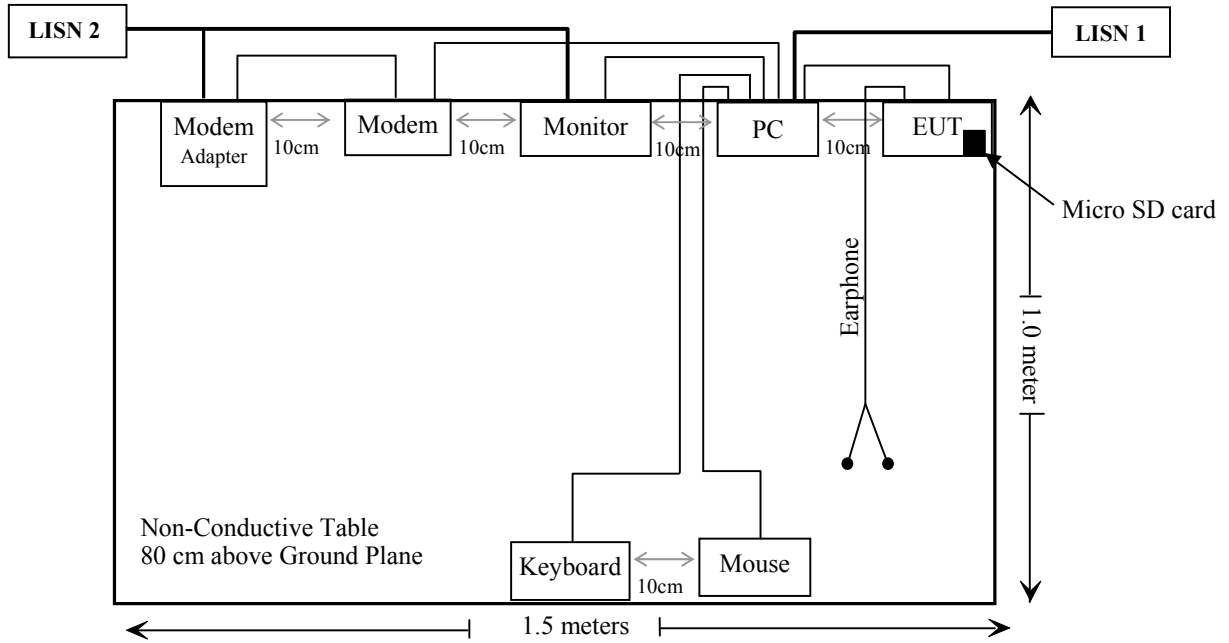 LISN 2
LISN 1
Modem
Adapter
10cm
Modem
10cm
Monitor
10cm
PC
10cm
EUT
Micro SD card
Earphone
1.0 meter
Non-Conductive Table
80 cm above Ground Plane
Keyboard
10cm
Mouse
1.5 meters